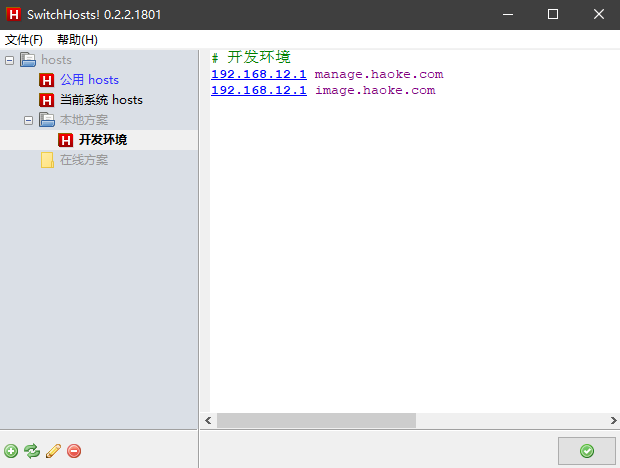 SwitchHosts! 0.2.2.1801
文件(F) 帮助(H)
hosts
公用 hosts
当前系统 hosts
本地方案
开发环境
在线方案
# 开发环境
192.168.12.1 manage.haoke.com
192.168.12.1 image.haoke.com